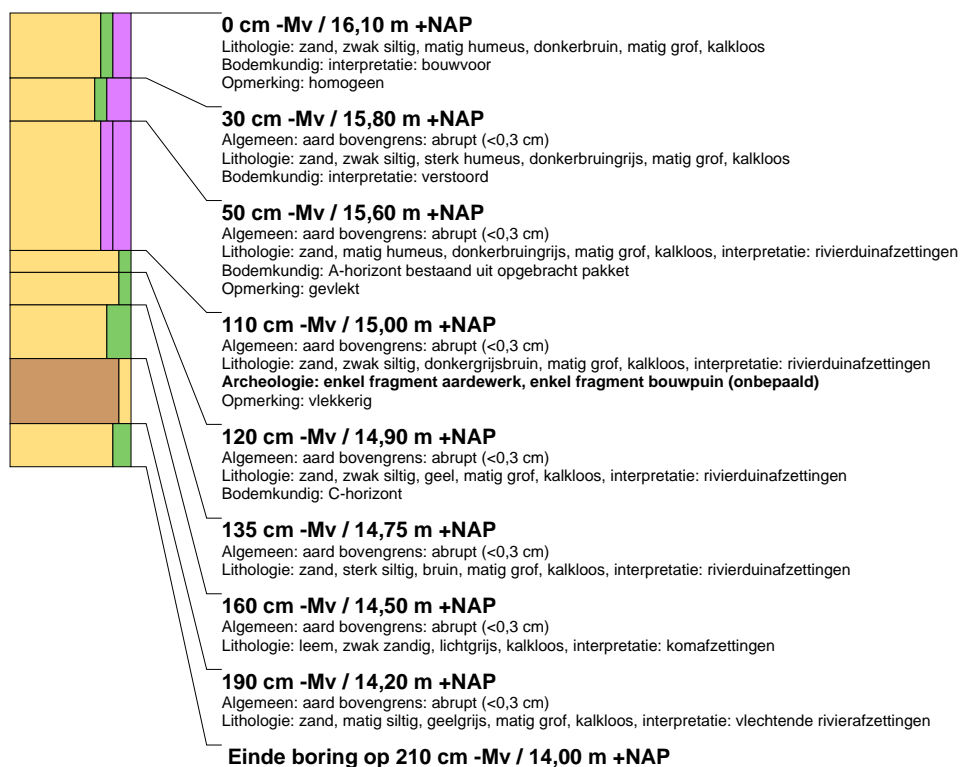 0 cm -Mv / 16,10 m +NAP
Lithologie: zand, zwak siltig, matig humeus, donkerbruin, matig grof, kalkloos
Bodemkundig: interpretatie: bouwvoor
Opmerking: homogeen
30 cm -Mv / 15,80 m +NAP
Algemeen: aard bovengrens: abrupt (<0,3 cm)
Lithologie: zand, zwak siltig, sterk humeus, donkerbruingrijs, matig grof, kalkloos
Bodemkundig: interpretatie: verstoord
50 cm -Mv / 15,60 m +NAP
Algemeen: aard bovengrens: abrupt (<0,3 cm)
Lithologie: zand, matig humeus, donkerbruingrijs, matig grof, kalkloos, interpretatie: rivierduinafzettingen
Bodemkundig: A-horizont bestaand uit opgebracht pakket
Opmerking: gevlekt
110 cm -Mv / 15,00 m +NAP
Algemeen: aard bovengrens: abrupt (<0,3 cm)
Lithologie: zand, zwak siltig, donkergrijsbruin, matig grof, kalkloos, interpretatie: rivierduinafzettingen
Archeologie: enkel fragment aardewerk, enkel fragment bouwpuin (onbepaald)
Opmerking: vlekkerig
120 cm -Mv / 14,90 m +NAP
Algemeen: aard bovengrens: abrupt (<0,3 cm)
Lithologie: zand, zwak siltig, geel, matig grof, kalkloos, interpretatie: rivierduinafzettingen
Bodemkundig: C-horizont
135 cm -Mv / 14,75 m +NAP
Algemeen: aard bovengrens: abrupt (<0,3 cm)
Lithologie: zand, sterk siltig, bruin, matig grof, kalkloos, interpretatie: rivierduinafzettingen
160 cm -Mv / 14,50 m +NAP
Algemeen: aard bovengrens: abrupt (<0,3 cm)
Lithologie: leem, zwak zandig, lichtgrijs, kalkloos, interpretatie: komafzettingen
190 cm -Mv / 14,20 m +NAP
Algemeen: aard bovengrens: abrupt (<0,3 cm)
Lithologie: zand, matig siltig, geelgrijs, matig grof, kalkloos, interpretatie: vlechtende rivierafzettingen
Einde boring op 210 cm -Mv / 14,00 m +NAP